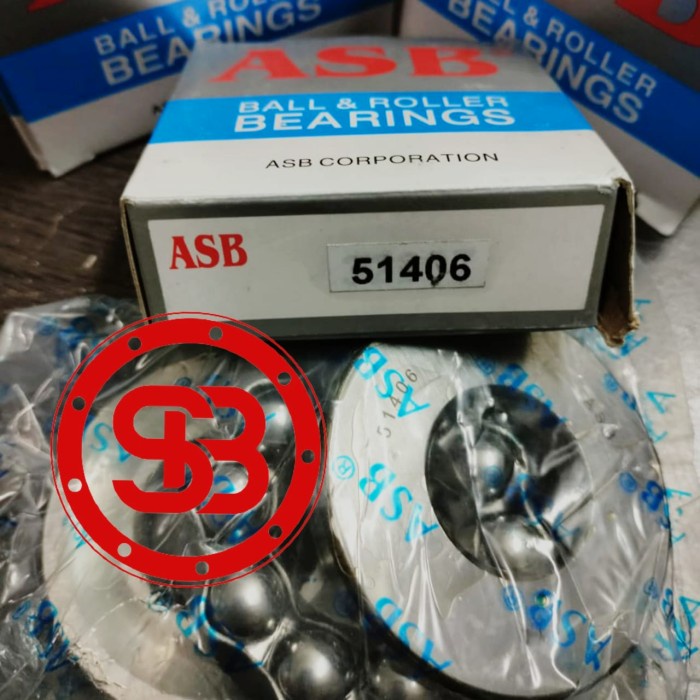 BALL & ROLLER
BEARINGS
BALL & ROLLER
BEARINGS
ASB
BALL & ROLLER
BEARINGS
ASB CORPORATION
ASB
51406
51406
ASB
ASB®
ASB
ASB
SB